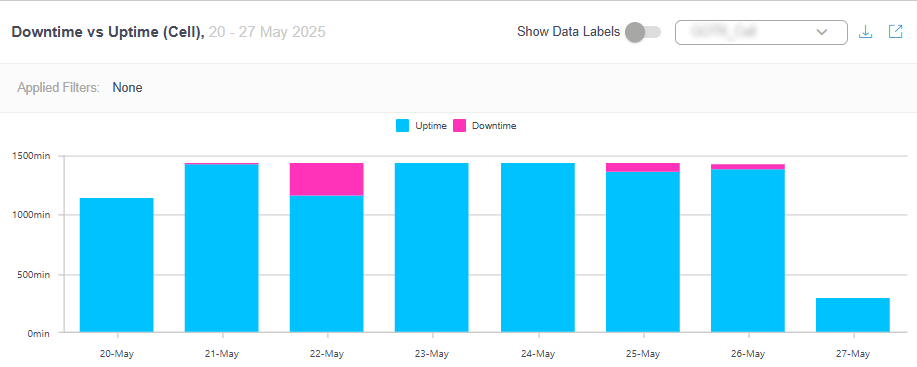 Downtime vs Uptime (Cell), 20 - 27 May 2025
Show Data Labels
Applied Filters: None
Uptime Downtime
1500min
1000min
500min
0min
20-May 21-May 22-May 23-May 24-May 25-May 26-May 27-May